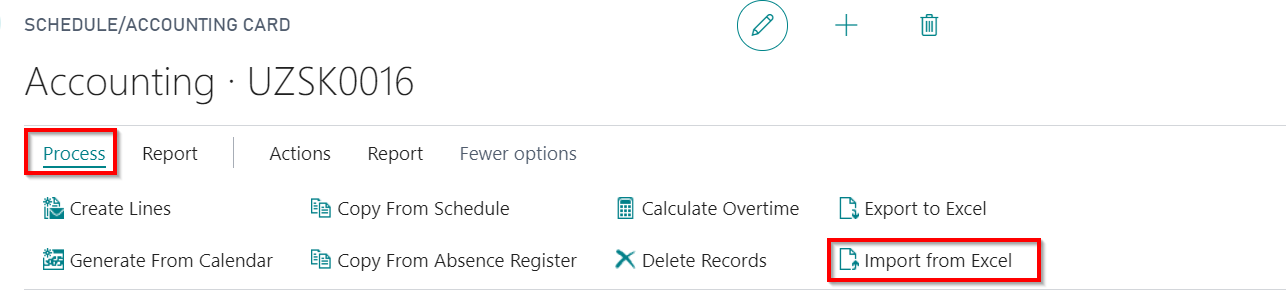 SCHEDULE/ACCOUNTING CARD
Accounting · UZSK0016
Process Report Actions Report Fewer options
Create Lines Copy From Schedule Calculate Overtime Export to Excel
Generate From Calendar Copy From Absence Register Delete Records Import from Excel